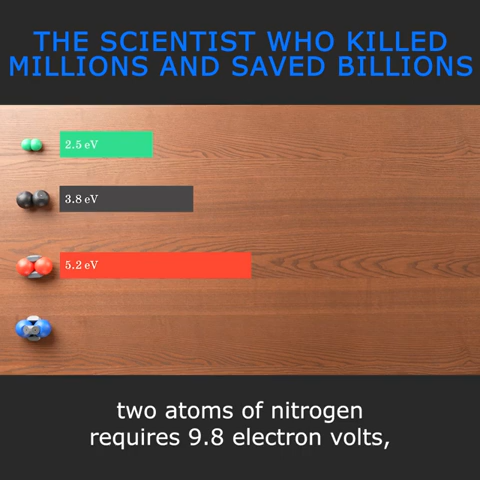 THE SCIENTIST WHO KILLED
MILLIONS AND SAVED BILLIONS
2.5 eV
3.8 eV
5.2 eV
two atoms of nitrogen
requires 9.8 electron volts,